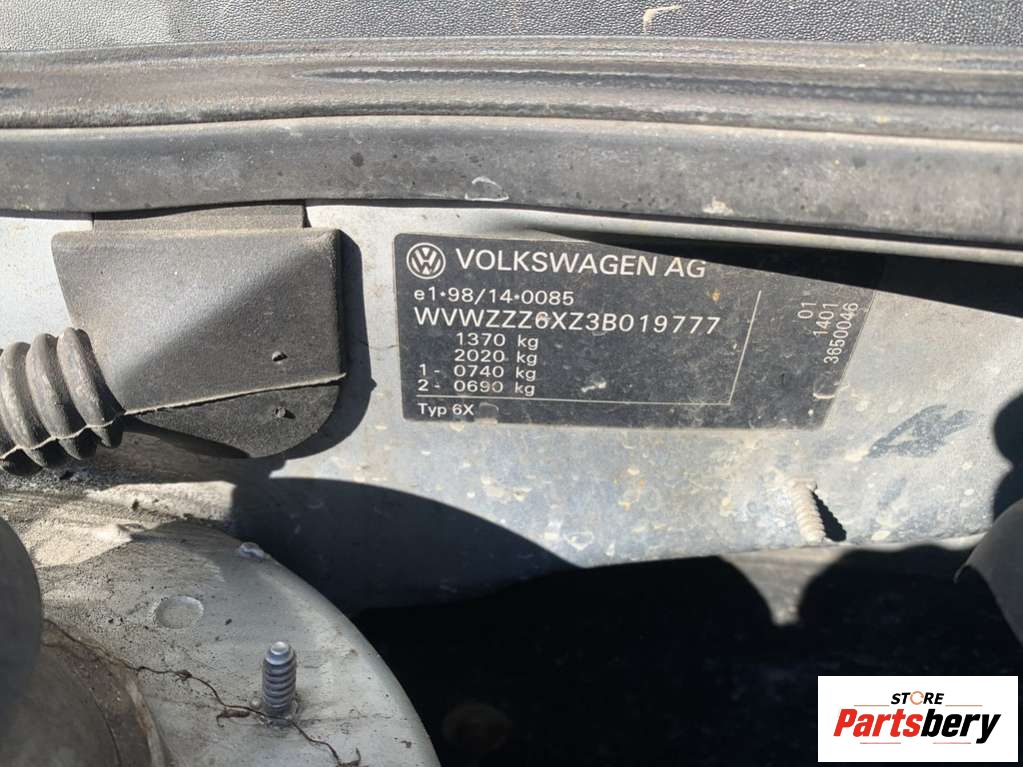 VOLKSWAGEN AG
e1*98/14*0085
WVWZZZ6XZ3B019777
1370 kg
2020 kg
1 - 0740 kg
2 - 0690 kg
Typ 6X
01
1401
3650046
STORE
Partsbery